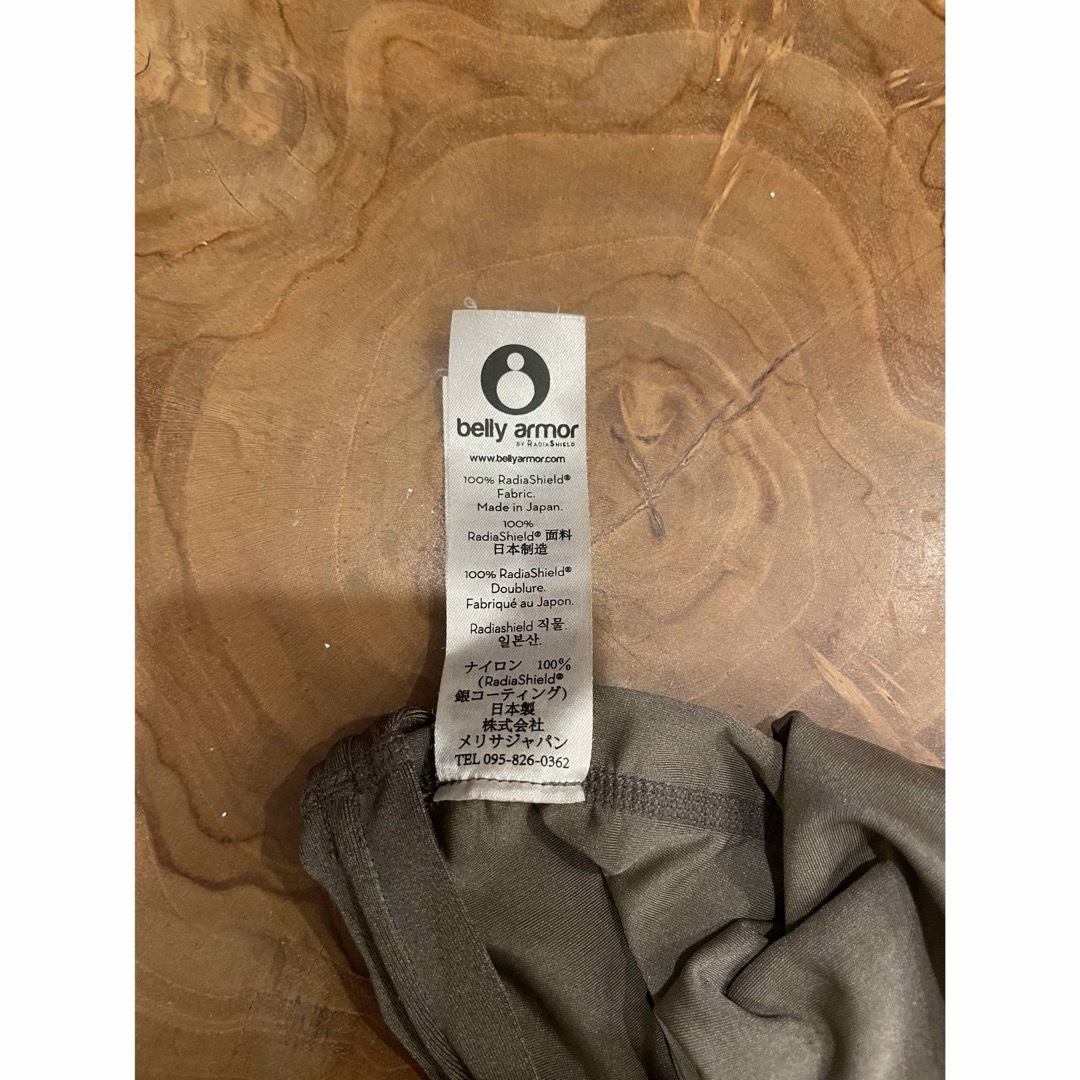 belly armor
BY RADIASHIELD
www.bellyarmor.com
100% RadiaShield®
Fabric.
Made in Japan.
100%
RadiaShield® 面料
日本制造
100% RadiaShield®
Doublure.
Fabriqué au Japon.
Radiashield 직물.
일본산.
ナイロン 100%
(RadiaShield®
銀コーティング)
日本製
株式会社
メリサジャパン
TEL 095-826-0362